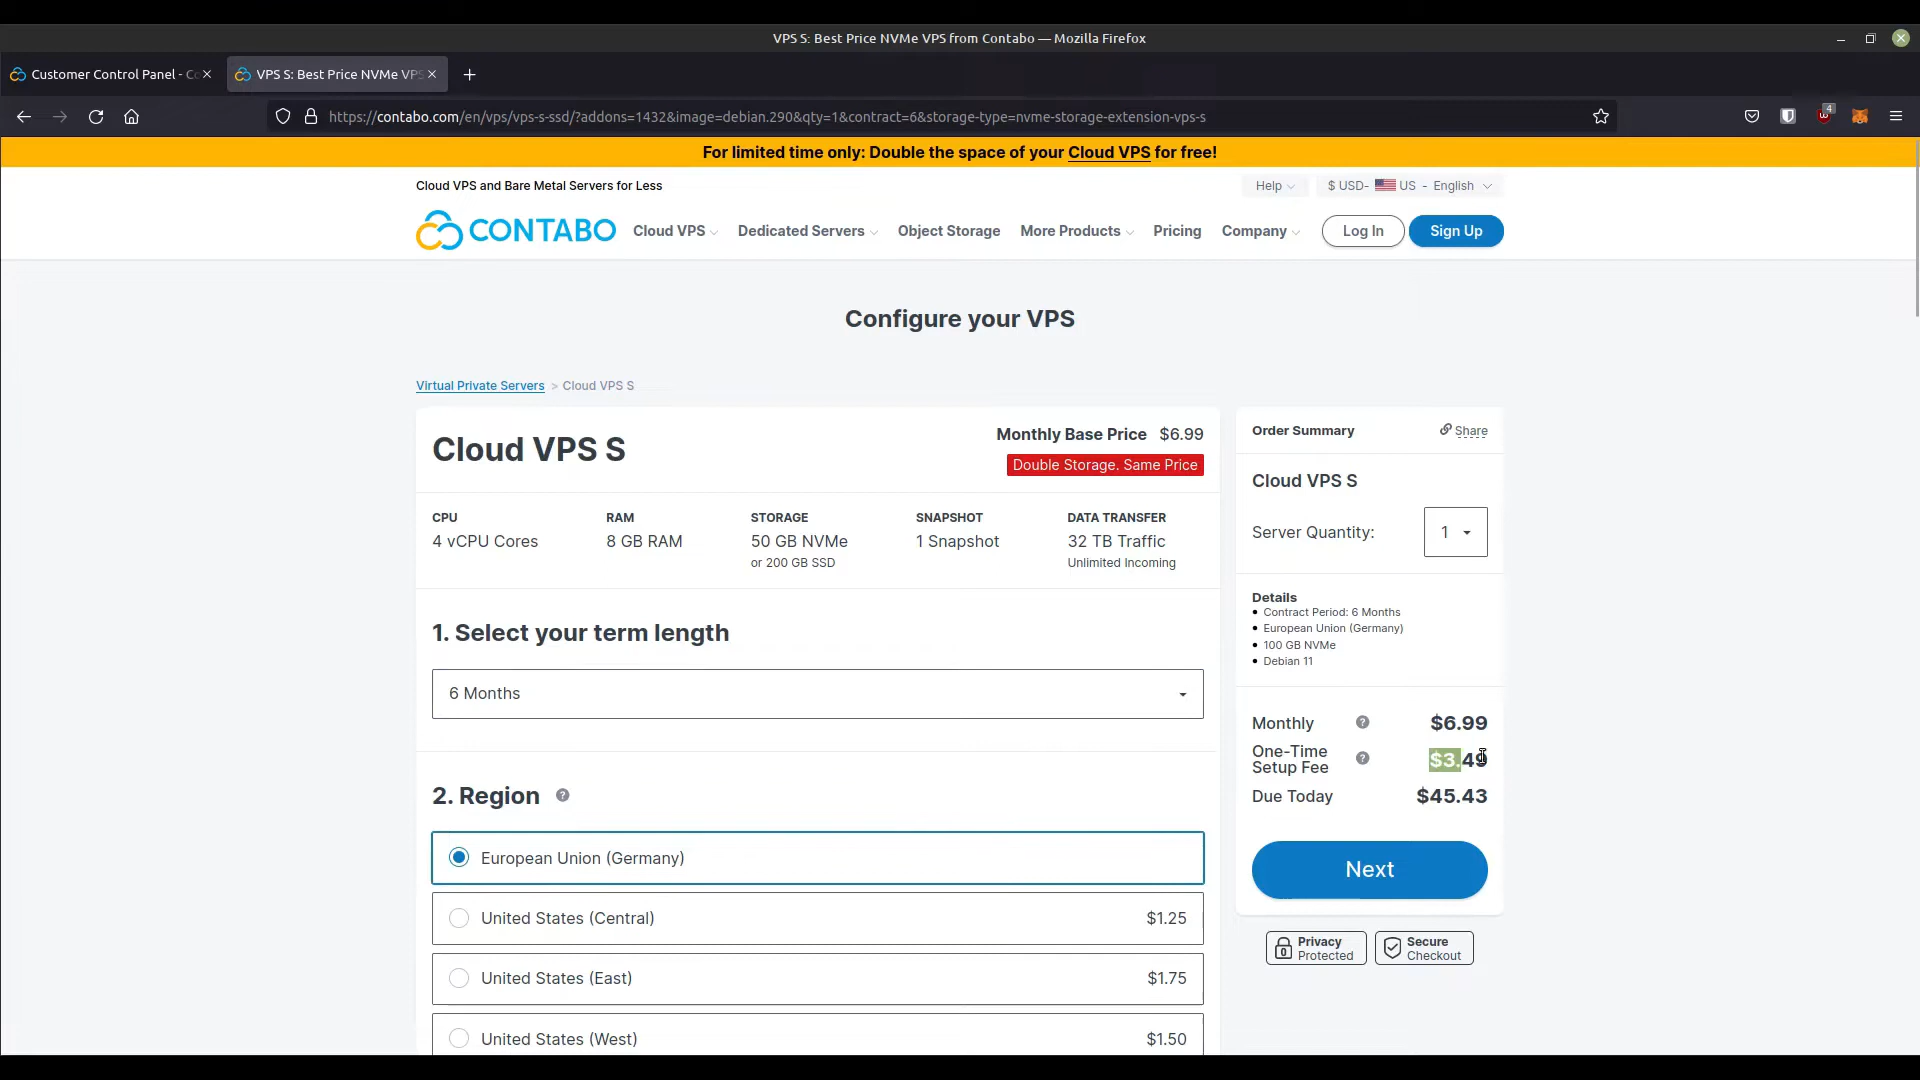 VPS S: Best Price NVMe VPS from Contabo — Mozilla Firefox
Customer Control Panel - Co
VPS S: Best Price NVMe VPS
https://contabo.com/en/vps/vps-s-ssd/?addons=1432&image=debian.290&qty=1&contract=6&storage-type=nvme-storage-extension-vps-s
4
For limited time only: Double the space of your Cloud VPS for free!
Cloud VPS and Bare Metal Servers for Less
Help
$ USD- US - English
CONTABO
Cloud VPS
Dedicated Servers
Object Storage
More Products
Pricing
Company
Log In
Sign Up
Configure your VPS
Virtual Private Servers > Cloud VPS S
Cloud VPS S
Monthly Base Price $6.99
Double Storage. Same Price
CPU
4 vCPU Cores
RAM
8 GB RAM
STORAGE
50 GB NVMe
or 200 GB SSD
SNAPSHOT
1 Snapshot
DATA TRANSFER
32 TB Traffic
Unlimited Incoming
1. Select your term length
6 Months
2. Region ?
European Union (Germany)
United States (Central) $1.25
United States (East) $1.75
United States (West) $1.50
Order Summary
Share
Cloud VPS S
Server Quantity: 1
Details
• Contract Period: 6 Months
• European Union (Germany)
• 100 GB NVMe
• Debian 11
Monthly ? $6.99
One-Time
Setup Fee ? $3.49
Due Today $45.43
Next
Privacy
Protected
Secure
Checkout